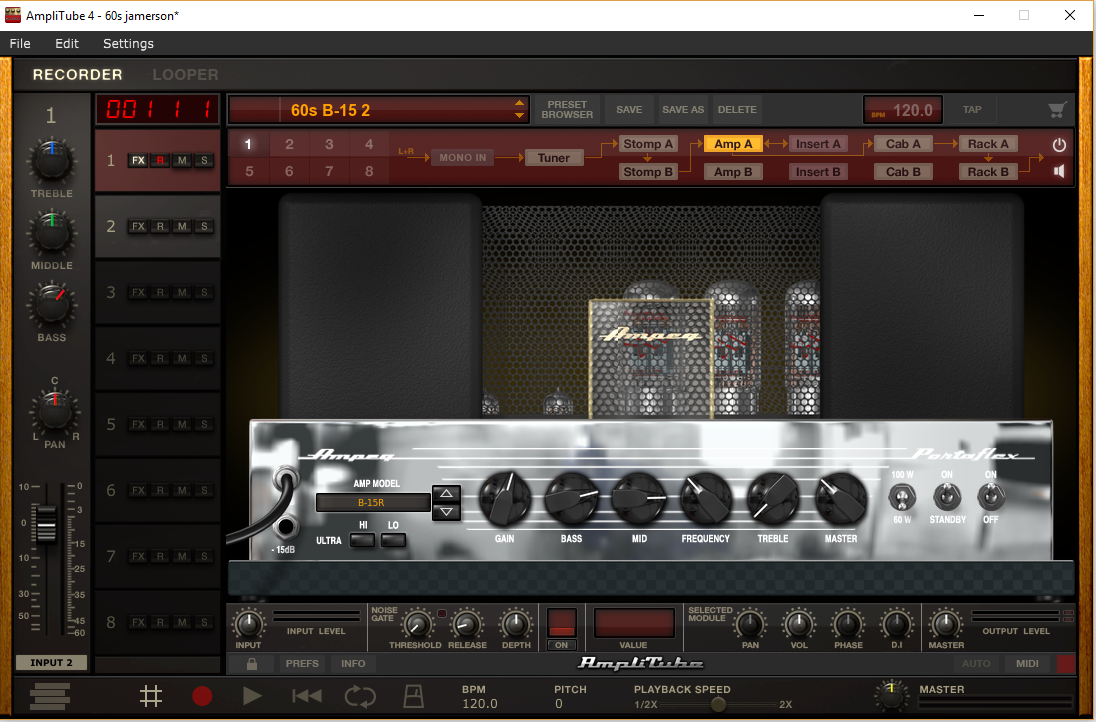 AmpliTube 4 - 60s jamerson*
File Edit Settings
RECORDER LOOPER
1
TREBLE
MIDDLE
BASS
C
L R
PAN
10
0
10
30
50
0
3
15
25
35
45
60
INPUT 2
001 1 1
1 FX R M S
2 FX R M S
3 FX R M S
4 FX R M S
5 FX R M S
6 FX R M S
7 FX R M S
8 FX R M S
60s B-15 2
PRESET BROWSER SAVE SAVE AS DELETE
BPM 120.0 TAP
1 2 3 4
5 6 7 8
L+R MONO IN Tuner
Stomp A Amp A Insert A Cab A Rack A
Stomp B Amp B Insert B Cab B Rack B
Ampeg
Ampeg
Portaflex
AMP MODEL
B-15R
HI LO
ULTRA
- 15dB
GAIN BASS MID FREQUENCY TREBLE MASTER
100 W ON ON
60 W STANDBY OFF
INPUT INPUT LEVEL
NOISE GATE
THRESHOLD RELEASE DEPTH
ON
VALUE
SELECTED MODULE
PAN VOL PHASE D.I
MASTER OUTPUT LEVEL
PREFS INFO
AmpliTube
AUTO MIDI
BPM
120.0
PITCH
0
PLAYBACK SPEED
1/2X 2X
MASTER